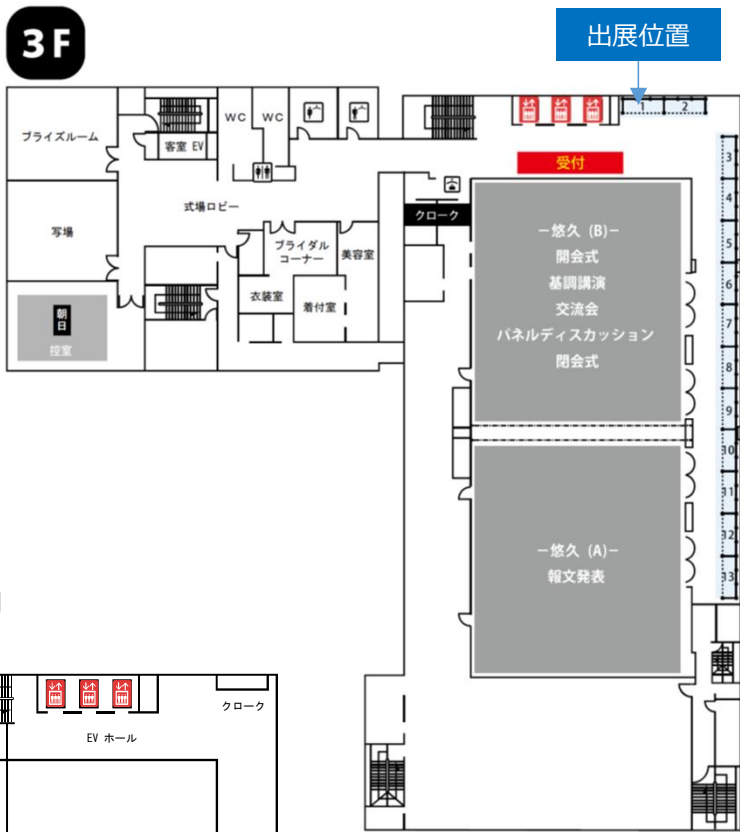 3F
出展位置
1
2
WC
WC
ブライズルーム
客室 EV
受付
3
4
写場
式場ロビー
クローク
ブライダル
コーナー
美容室
衣装室
着付室
朝日
控室
－悠久 (B)－
開会式
基調講演
交流会
パネルディスカッション
閉会式
5
6
7
8
9
10
11
12
13
－悠久 (A)－
報文発表
クローク
EV ホール